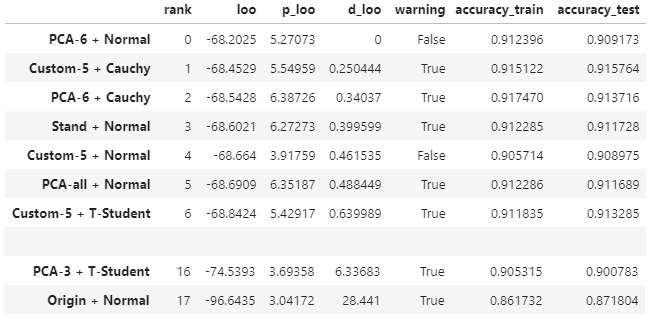 rank loo p_loo d_loo warning accuracy_train accuracy_test
PCA-6 + Normal 0 -68.2025 5.27073 0 False 0.912396 0.909173
Custom-5 + Cauchy 1 -68.4529 5.54959 0.250444 True 0.915122 0.915764
PCA-6 + Cauchy 2 -68.5428 6.38726 0.34037 True 0.917470 0.913716
Stand + Normal 3 -68.6021 6.27273 0.399599 True 0.912285 0.911728
Custom-5 + Normal 4 -68.664 3.91759 0.461535 False 0.905714 0.908975
PCA-all + Normal 5 -68.6909 6.35187 0.488449 True 0.912286 0.911689
Custom-5 + T-Student 6 -68.8424 5.42917 0.639989 True 0.911835 0.913285
PCA-3 + T-Student 16 -74.5393 3.69358 6.33683 True 0.905315 0.900783
Origin + Normal 17 -96.6435 3.04172 28.441 True 0.861732 0.871804